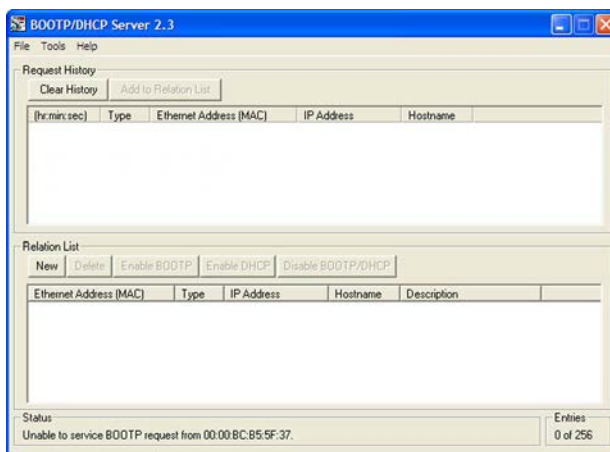 BOOTP/DHCP Server 2.3
File Tools Help
Request History
Clear History Add to Relation List
(hr:min:sec) Type Ethernet Address (MAC) IP Address Hostname
Relation List
New Delete Enable BOOTP Enable DHCP Disable BOOTP/DHCP
Ethernet Address (MAC) Type IP Address Hostname Description
Status Entries
Unable to service BOOTP request from 00:00:BC:B5:5F:37. 0 of 256